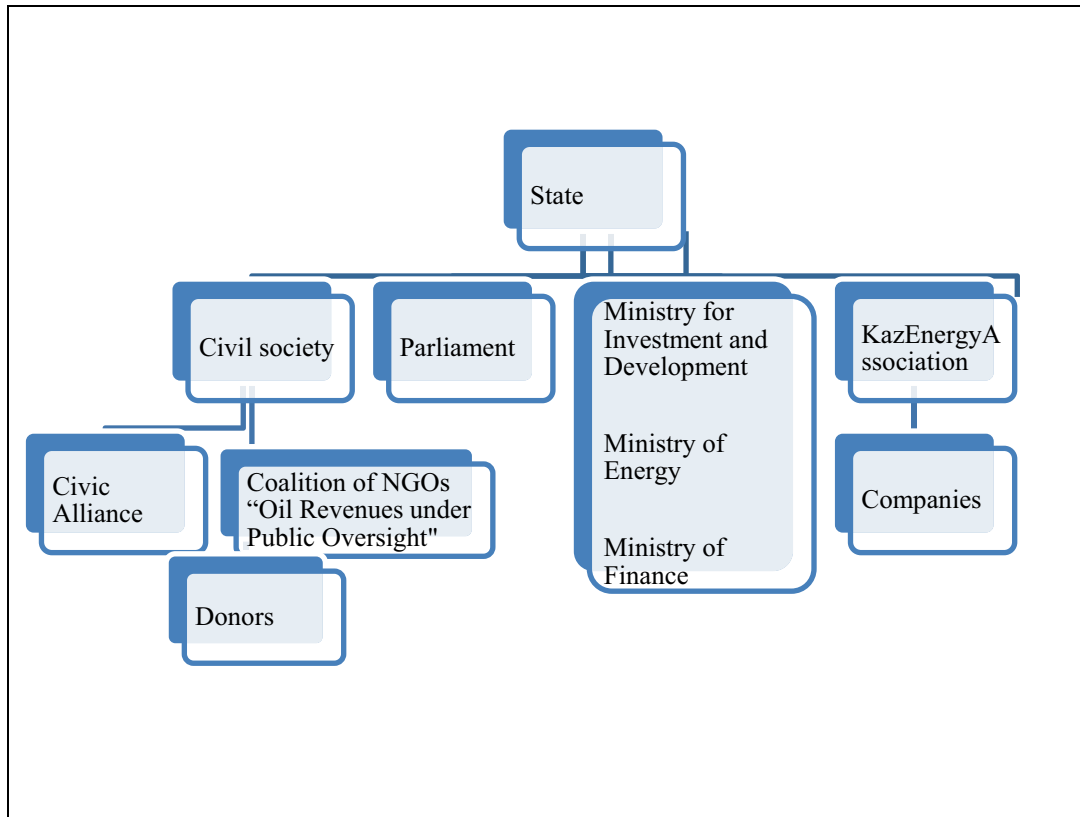 State
Civil society
Parliament
Ministry for
Investment and
Development
Ministry of
Energy
Ministry of
Finance
KazEnergyA
ssociation
Civic
Alliance
Coalition of NGOs
“Oil Revenues under
Public Oversight"
Companies
Donors